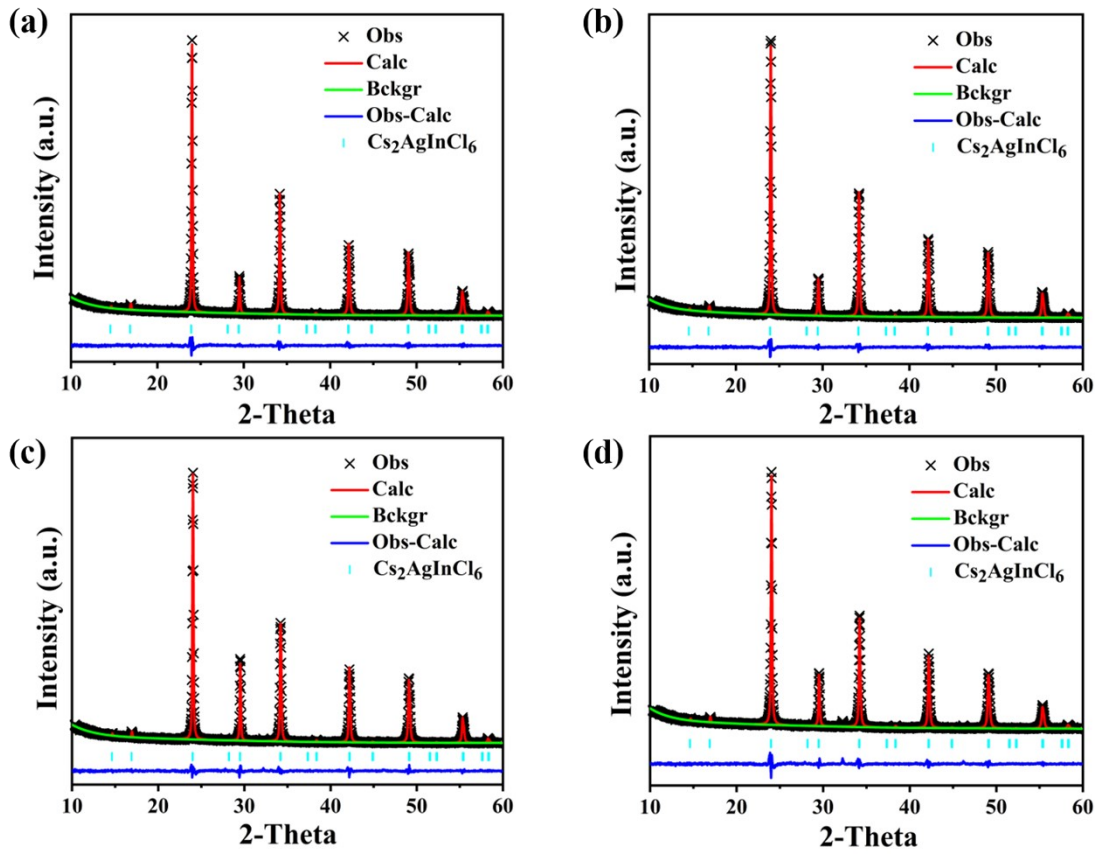 (a)
Obs
Calc
Bckgr
Obs-Calc
Cs₂AgInCl₆
Intensity (a.u.)
10 20 30 40 50 60
2-Theta
(b)
Obs
Calc
Bckgr
Obs-Calc
Cs₂AgInCl₆
Intensity (a.u.)
10 20 30 40 50 60
2-Theta
(c)
Obs
Calc
Bckgr
Obs-Calc
Cs₂AgInCl₆
Intensity (a.u.)
10 20 30 40 50 60
2-Theta
(d)
Obs
Calc
Bckgr
Obs-Calc
Cs₂AgInCl₆
Intensity (a.u.)
10 20 30 40 50 60
2-Theta